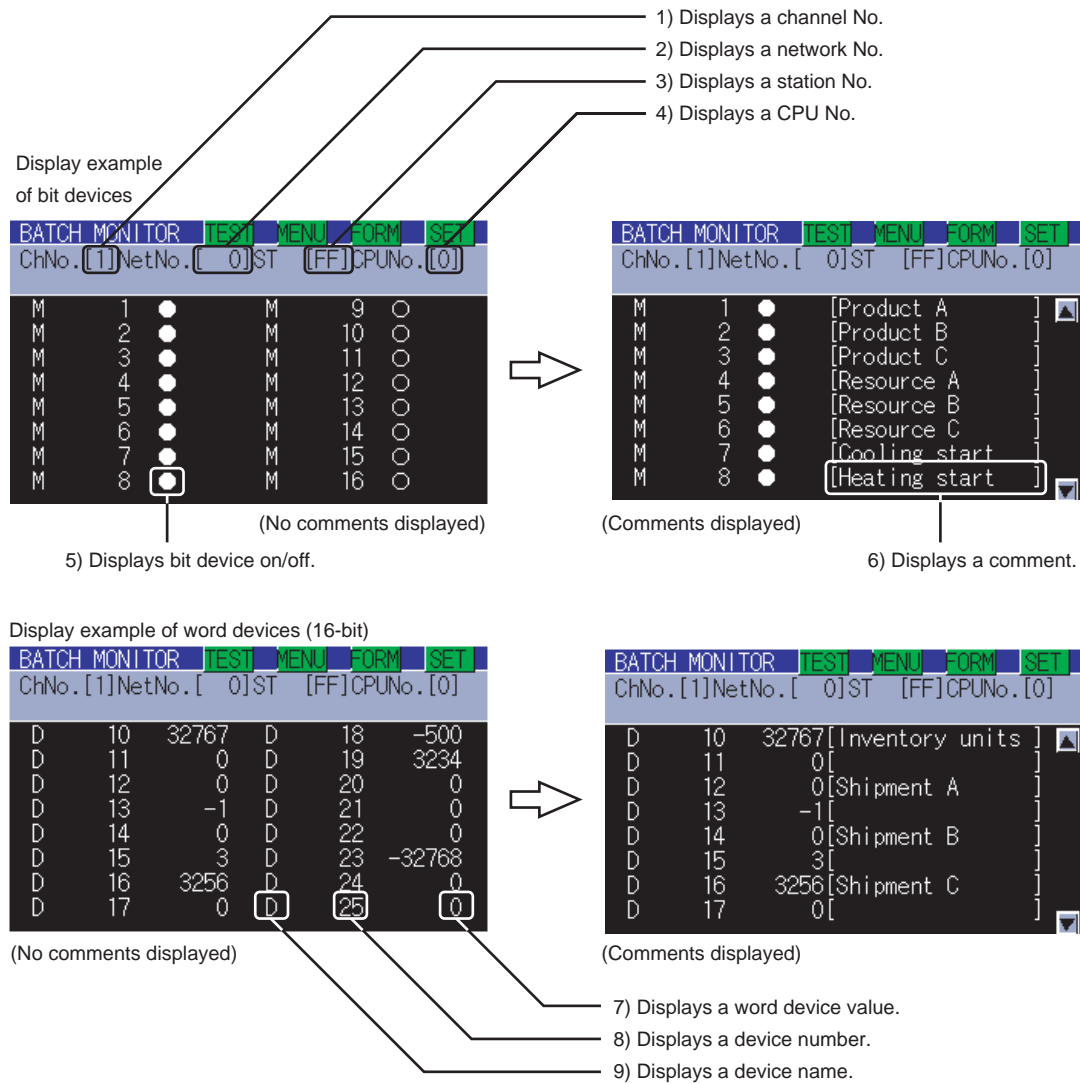 1) Displays a channel No.
2) Displays a network No.
3) Displays a station No.
4) Displays a CPU No.
Display example
of bit devices
BATCH MONITOR TEST MENU FORM SET
ChNo.[1]NetNo.[ 0]ST [FF]CPUNo.[0]
M 1 ● M 9 ○
M 2 ● M 10 ○
M 3 ● M 11 ○
M 4 ● M 12 ○
M 5 ● M 13 ○
M 6 ● M 14 ○
M 7 ● M 15 ○
M 8 ● M 16 ○
(No comments displayed)
5) Displays bit device on/off.
BATCH MONITOR TEST MENU FORM SET
ChNo.[1]NetNo.[ 0]ST [FF]CPUNo.[0]
M 1 ● [Product A ]
M 2 ● [Product B ]
M 3 ● [Product C ]
M 4 ● [Resource A ]
M 5 ● [Resource B ]
M 6 ● [Resource C ]
M 7 ● [Cooling start ]
M 8 ● [Heating start ]
(Comments displayed)
6) Displays a comment.
Display example of word devices (16-bit)
BATCH MONITOR TEST MENU FORM SET
ChNo.[1]NetNo.[ 0]ST [FF]CPUNo.[0]
D 10 32767 D 18 -500
D 11 0 D 19 3234
D 12 0 D 20 0
D 13 -1 D 21 0
D 14 0 D 22 0
D 15 3 D 23 -32768
D 16 3256 D 24 0
D 17 0 D 25 0
(No comments displayed)
BATCH MONITOR TEST MENU FORM SET
ChNo.[1]NetNo.[ 0]ST [FF]CPUNo.[0]
D 10 32767[Inventory units ]
D 11 0[ ]
D 12 0[Shipment A ]
D 13 -1[ ]
D 14 0[Shipment B ]
D 15 3[ ]
D 16 3256[Shipment C ]
D 17 0[ ]
(Comments displayed)
7) Displays a word device value.
8) Displays a device number.
9) Displays a device name.